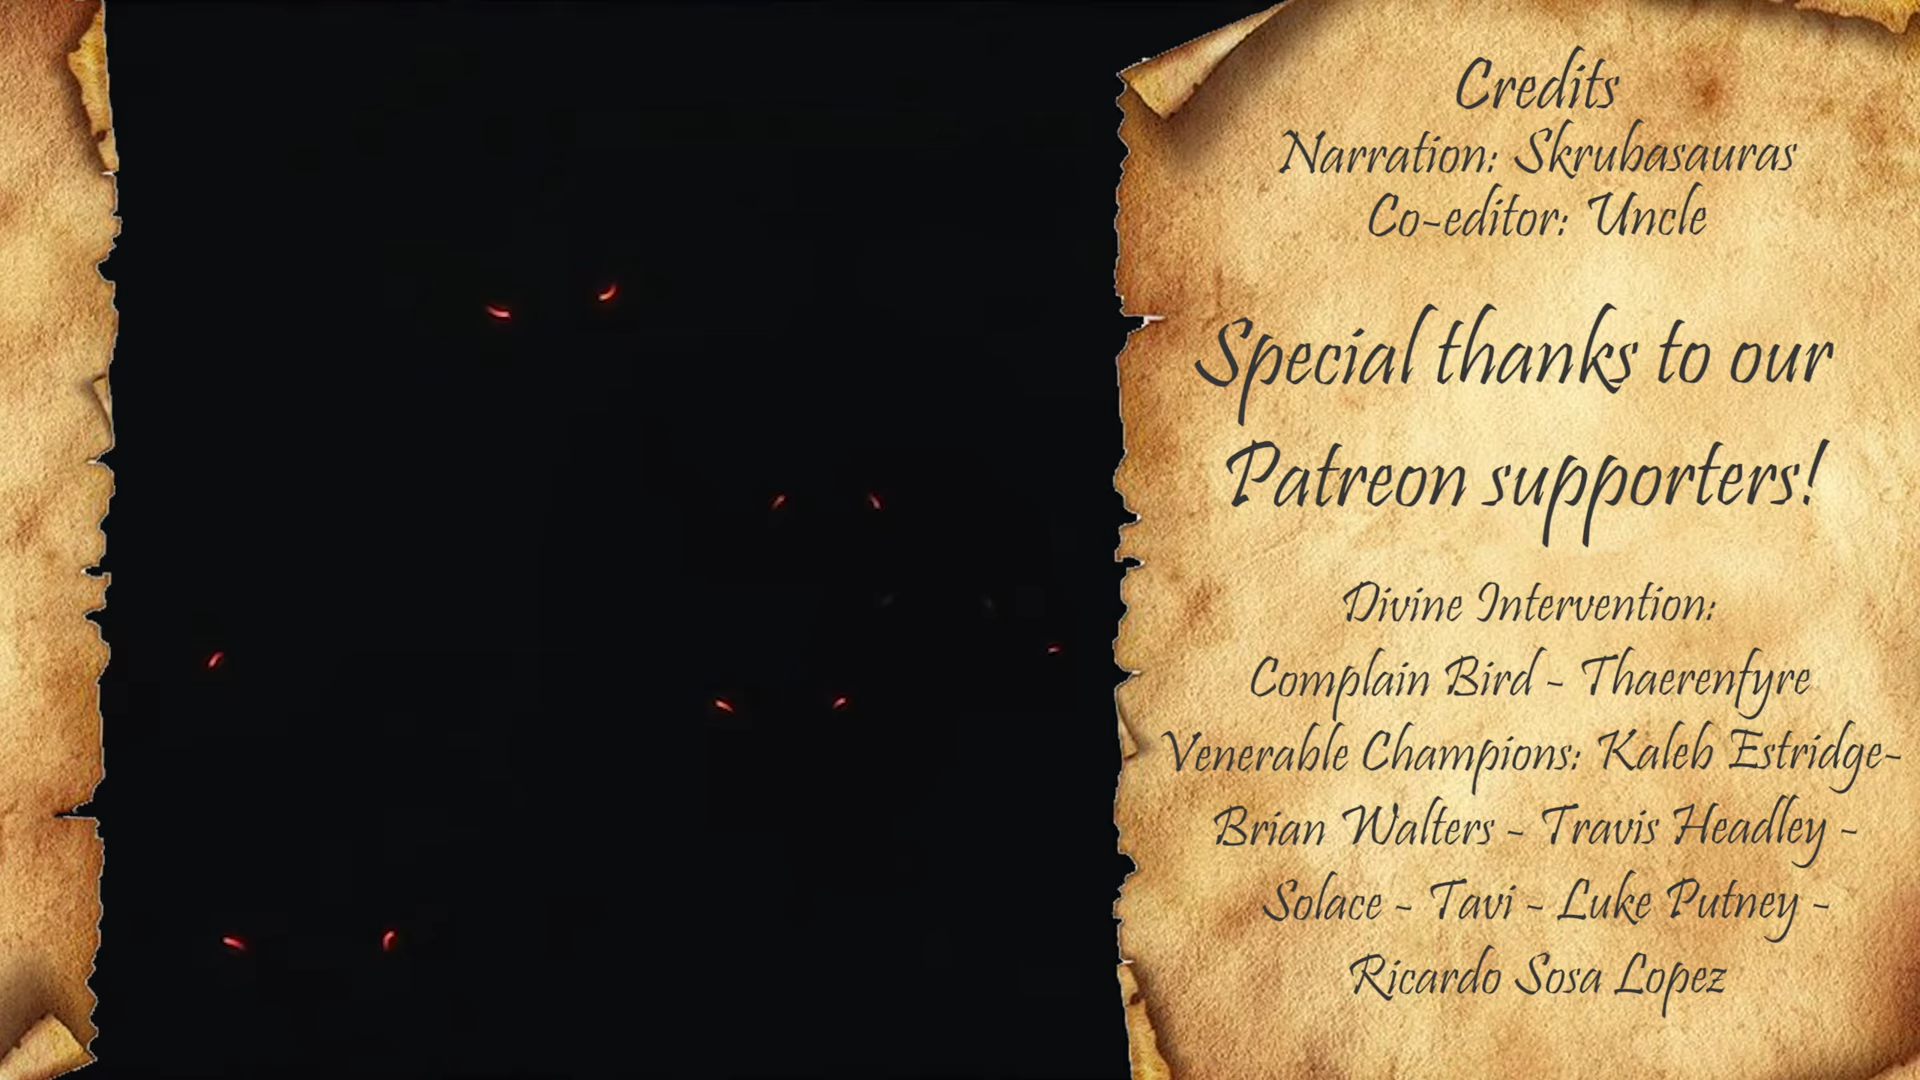 Credits
Narration: Skrubasauras
Co-editor: Uncle
Special thanks to our
Patreon supporters!
Divine Intervention:
Complain Bird - Thaerenfyre
Venerable Champions: Kaleb Estridge-
Brian Walters - Travis Headley -
Solace - Tavi - Luke Putney -
Ricardo Sosa Lopez